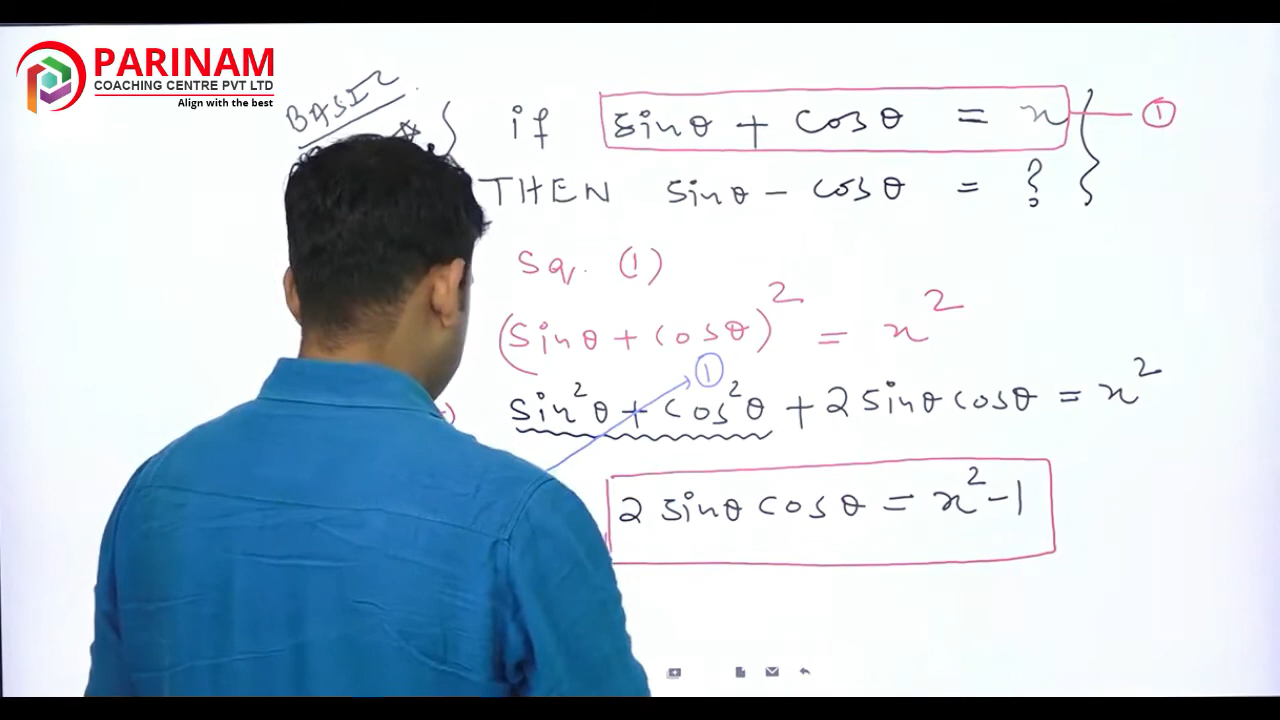 PARINAM
COACHING CENTRE PVT LTD
Align with the best
BASIC
if sinθ + cosθ = x ①
THEN sinθ - cosθ = ?
Sq. (1)
(sinθ + cosθ)² = x²
①
sin²θ + cos²θ + 2 sinθ cosθ = x²
2 sinθ cosθ = x² - 1